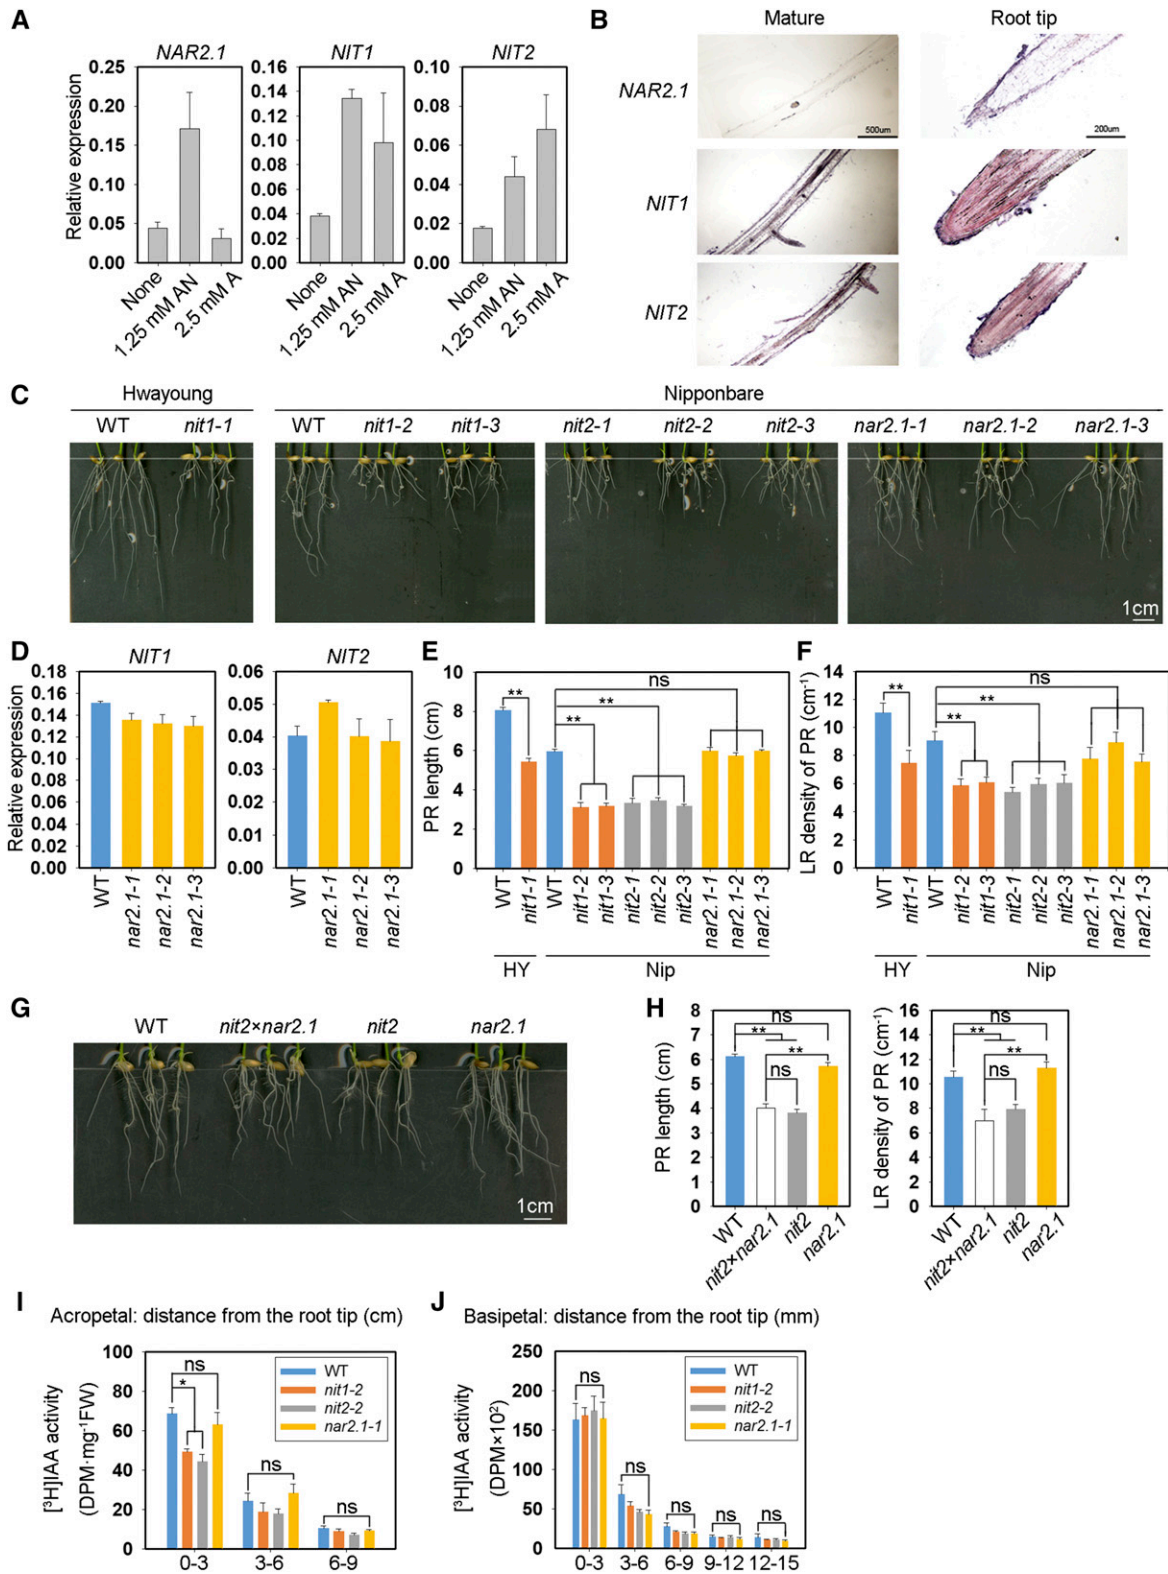 A
NAR2.1
NIT1
NIT2
Relative expression
0.25
0.20
0.15
0.10
0.05
0.00
0.16
0.14
0.12
0.10
0.08
0.06
0.04
0.02
0.00
0.10
0.08
0.06
0.04
0.02
0.00
None
1.25 mM AN
2.5 mM A
None
1.25 mM AN
2.5 mM A
None
1.25 mM AN
2.5 mM A
B
Mature
Root tip
NAR2.1
500um
200um
NIT1
NIT2
C
Hwayoung
Nipponbare
WT
nit1-1
WT
nit1-2
nit1-3
nit2-1
nit2-2
nit2-3
nar2.1-1
nar2.1-2
nar2.1-3
1cm
D
NIT1
NIT2
Relative expression
0.18
0.16
0.14
0.12
0.10
0.08
0.06
0.04
0.02
0.00
0.06
0.05
0.04
0.03
0.02
0.01
0.00
WT
nar2.1-1
nar2.1-2
nar2.1-3
WT
nar2.1-1
nar2.1-2
nar2.1-3
E
PR length (cm)
10
8
6
4
2
0
ns
**
**
**
WT
nit1-1
WT
nit1-2
nit1-3
nit2-1
nit2-2
nit2-3
nar2.1-1
nar2.1-2
nar2.1-3
HY
Nip
F
LR density of PR (cm⁻¹)
14
12
10
8
6
4
2
0
ns
**
**
**
WT
nit1-1
WT
nit1-2
nit1-3
nit2-1
nit2-2
nit2-3
nar2.1-1
nar2.1-2
nar2.1-3
HY
Nip
G
WT
nit2×nar2.1
nit2
nar2.1
1cm
H
PR length (cm)
8
7
6
5
4
3
2
1
0
ns
**
**
ns
WT
nit2×nar2.1
nit2
nar2.1
LR density of PR (cm⁻¹)
16
14
12
10
8
6
4
2
0
ns
**
**
ns
WT
nit2×nar2.1
nit2
nar2.1
I
Acropetal: distance from the root tip (cm)
[³H]IAA activity
(DPM·mg⁻¹FW)
100
80
60
40
20
0
ns
*
ns
ns
WT
nit1-2
nit2-2
nar2.1-1
0-3
3-6
6-9
J
Basipetal: distance from the root tip (mm)
[³H]IAA activity
(DPM×10²)
250
200
150
100
50
0
ns
ns
ns
ns
ns
WT
nit1-2
nit2-2
nar2.1-1
0-3
3-6
6-9
9-12
12-15